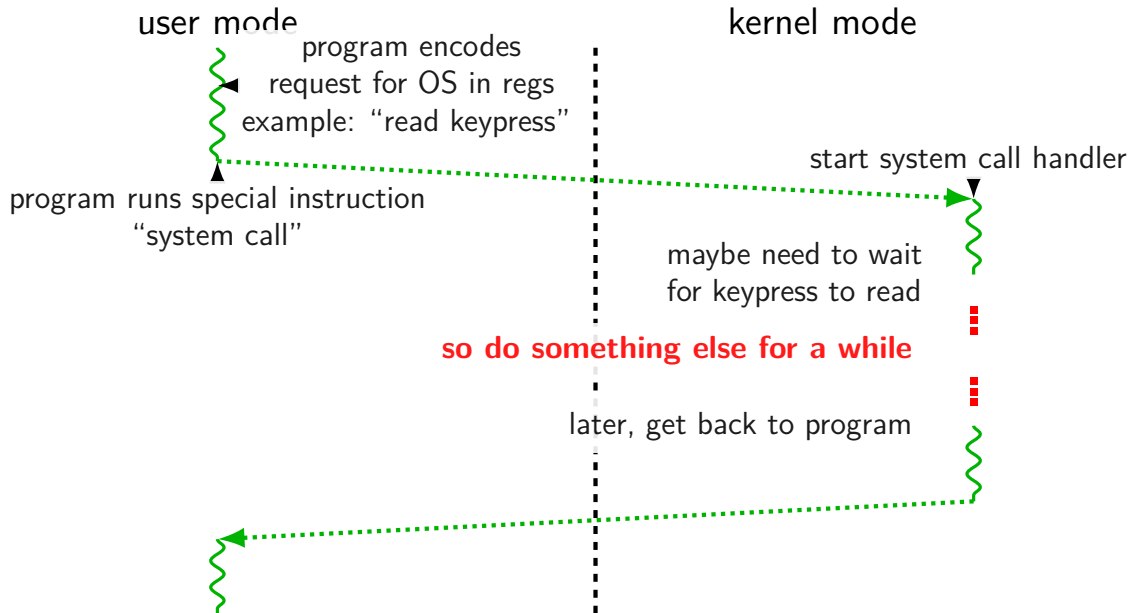 user mode
kernel mode
program encodes
request for OS in regs
example: “read keypress”
start system call handler
program runs special instruction
“system call”
maybe need to wait
for keypress to read
so do something else for a while
later, get back to program